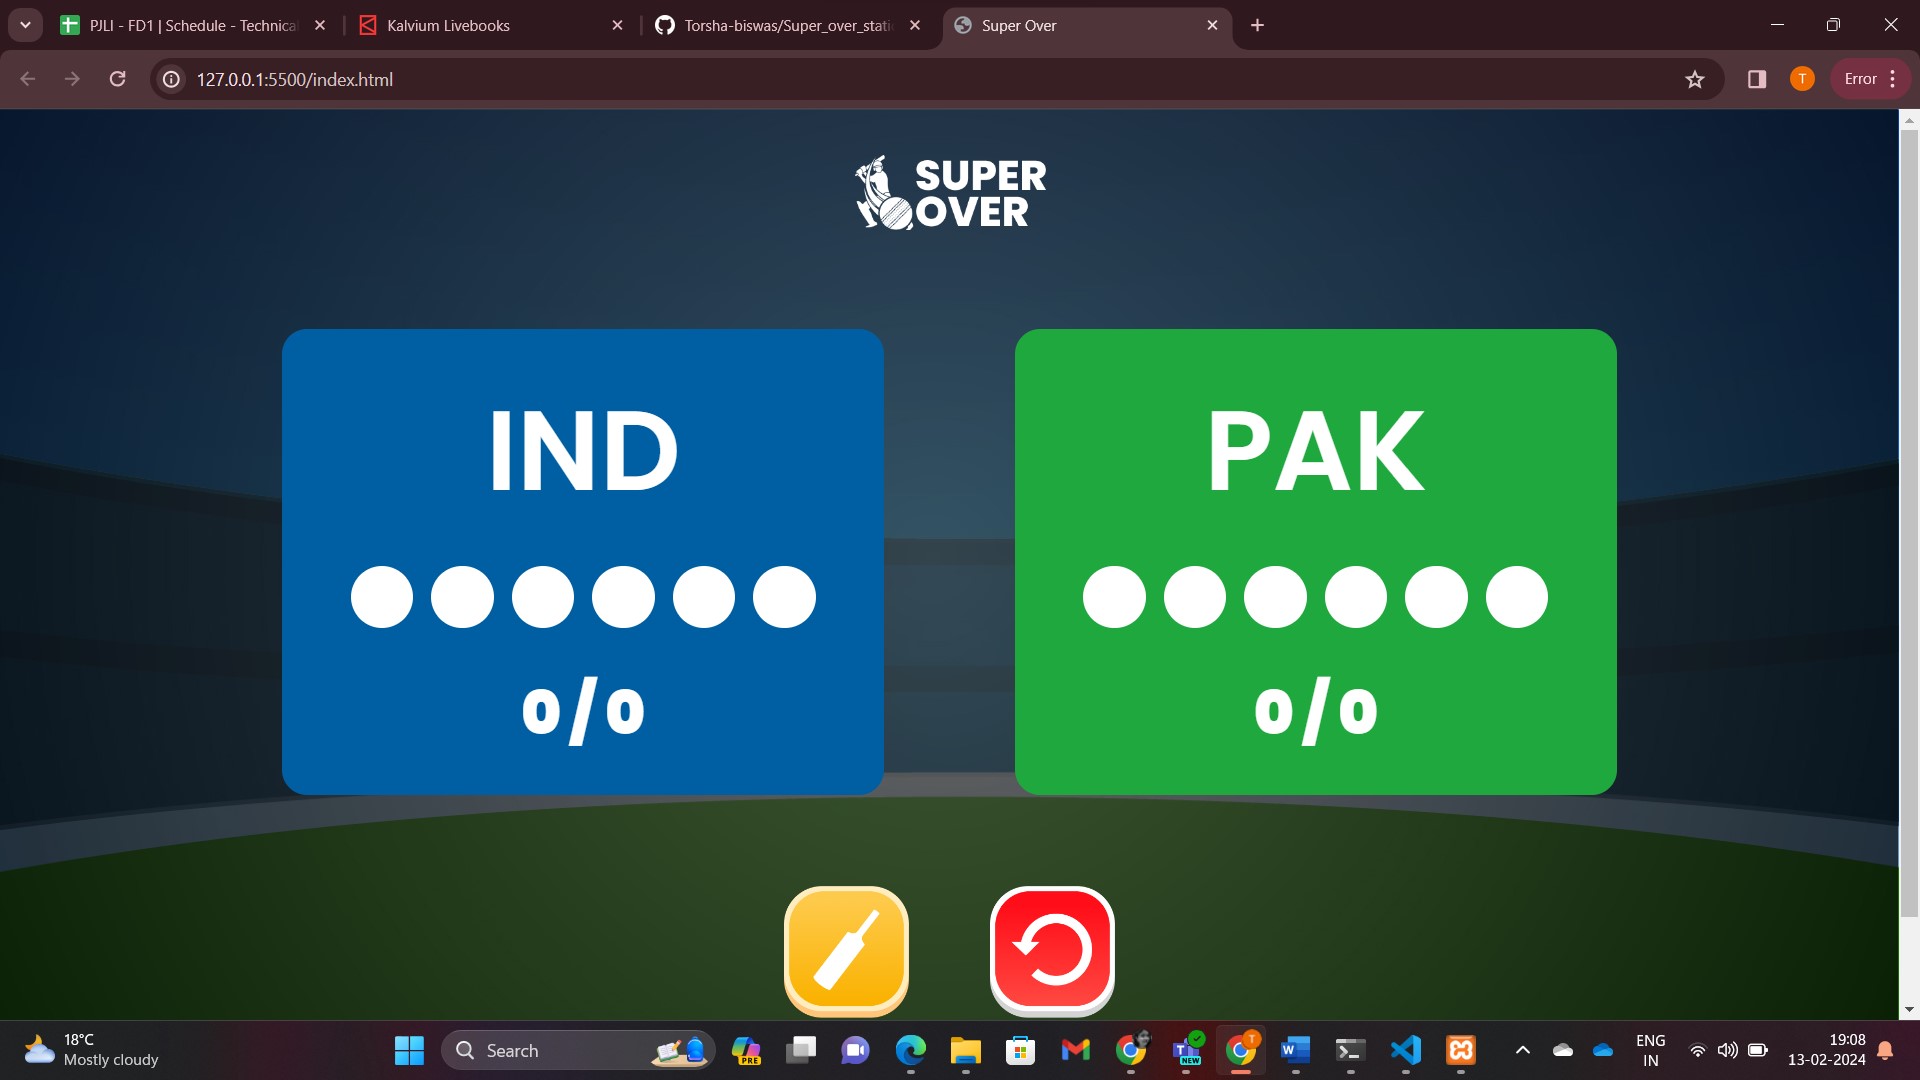 PJLI - FD1 | Schedule - Technica
Kalvium Livebooks
Torsha-biswas/Super_over_stati
Super Over
127.0.0.1:5500/index.html
T
Error
SUPER
OVER
IND
PAK
0/0
0/0
18°C
Mostly cloudy
Search
PRE
T
NEW
T
W
ENG
IN
19:08
13-02-2024